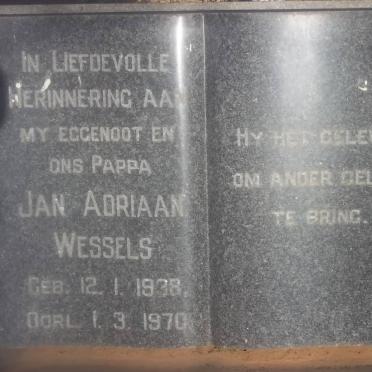 IN LIEFDEVOLLE
HERINNERING AAN
MY EGGENOOT EN
ONS PAPPA
JAN ADRIAAN
WESSELS
GEB. 12. 1. 1938.
OORL. 1. 3. 1970.
HY HET GELEE
OM ANDER GEL
TE BRING.